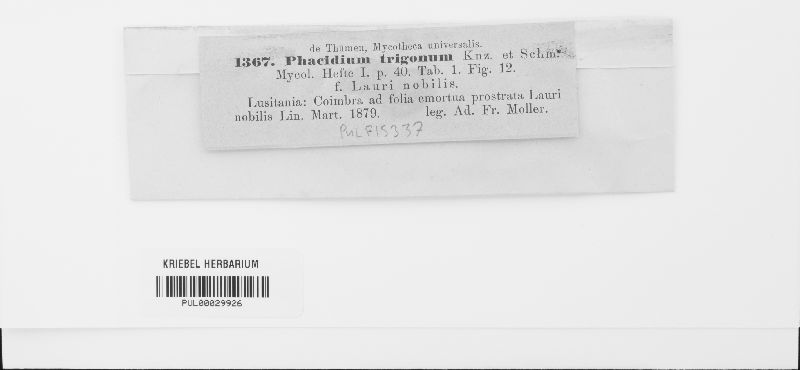 de Thümen, Mycotheca universalis.
1367. Phacidium trigonum Knz. et Schm.
Mycol. Hefte I. p. 40. Tab. 1. Fig. 12.
f. Lauri nobilis.
Lusitania: Coimbra ad folia emortua prostrata Lauri
nobilis Lin. Mart. 1879. leg. Ad. Fr. Moller.
PUL F15337
KRIEBEL HERBARIUM
PUL00029926